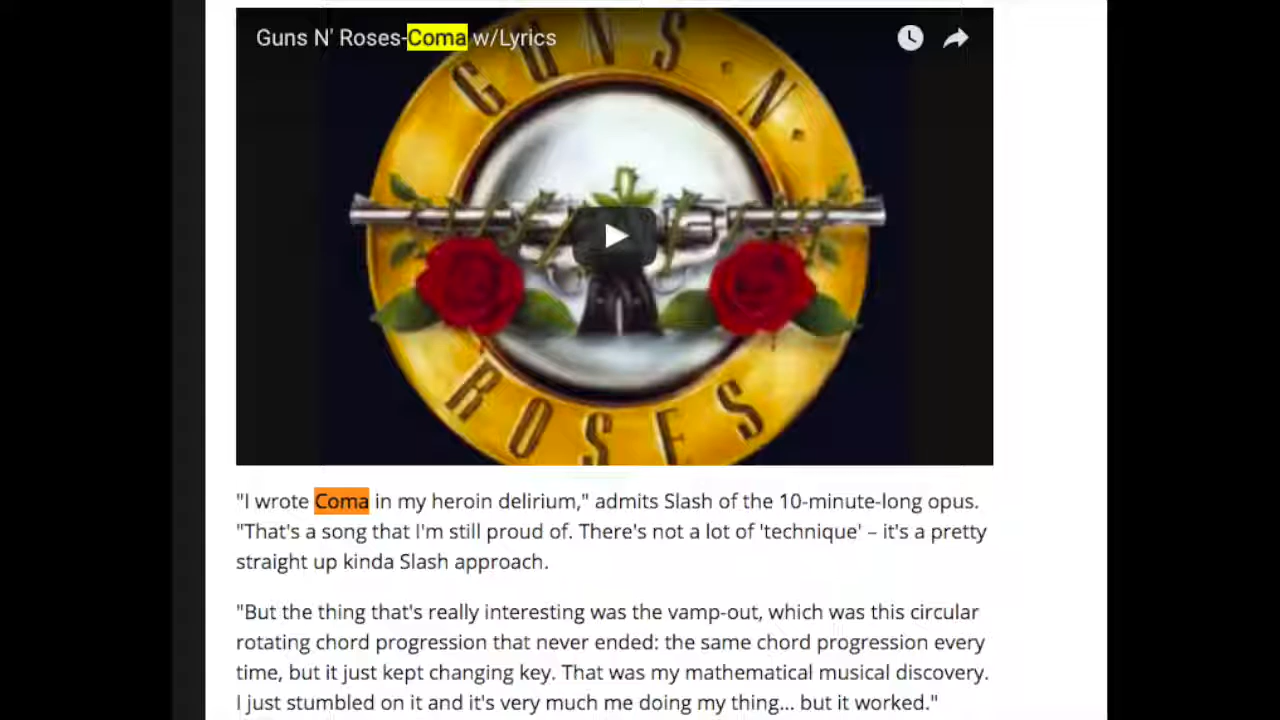 Guns N' Roses-Coma w/Lyrics
GUNS N'
ROSES
"I wrote Coma in my heroin delirium," admits Slash of the 10-minute-long opus.
"That's a song that I'm still proud of. There's not a lot of 'technique' – it's a pretty
straight up kinda Slash approach.
"But the thing that's really interesting was the vamp-out, which was this circular
rotating chord progression that never ended: the same chord progression every
time, but it just kept changing key. That was my mathematical musical discovery.
I just stumbled on it and it's very much me doing my thing... but it worked."